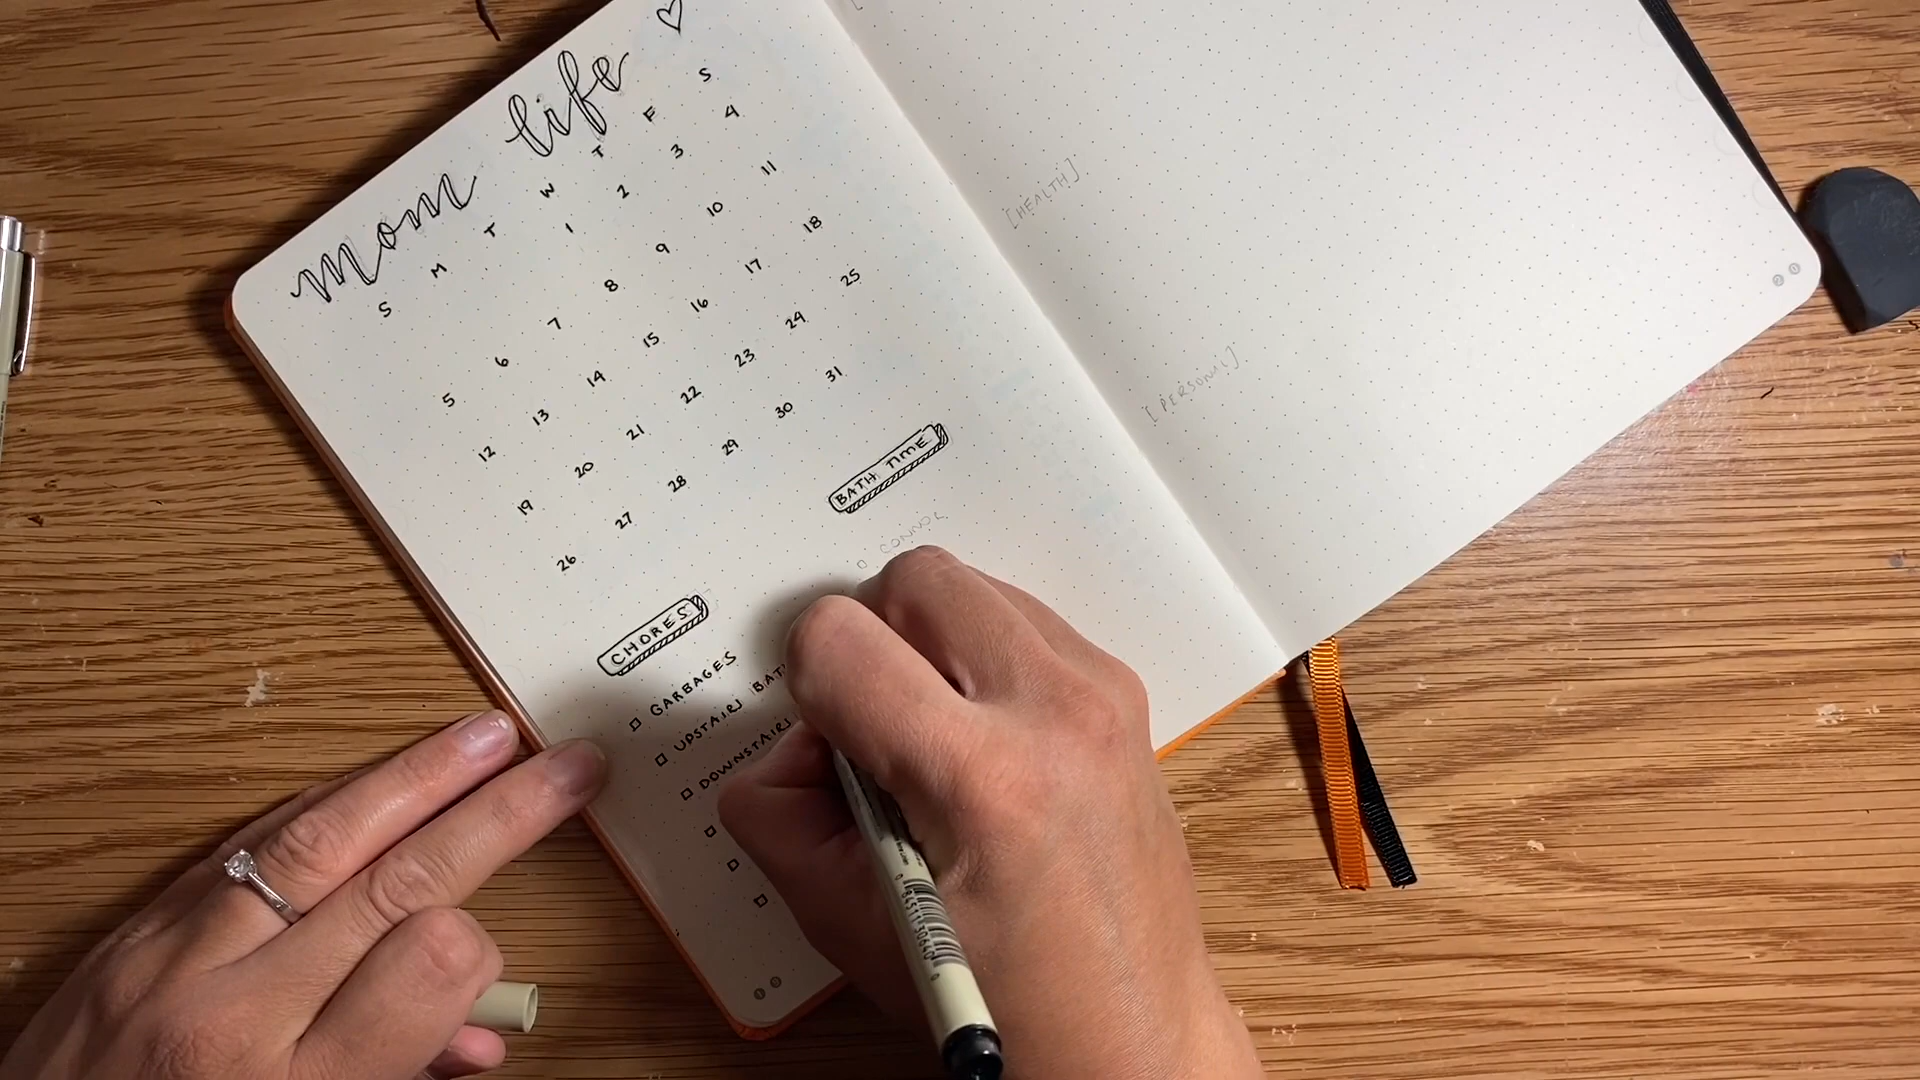 mom life
S M T W T F S
1 2 3 4
5 6 7 8 9 10 11
12 13 14 15 16 17 18
19 20 21 22 23 24 25
26 27 28 29 30 31
CHORES
GARBAGES
UPSTAIRS
DOWNSTAIRS
BATH TIME
[HEALTH]
[PERSONAL]
20